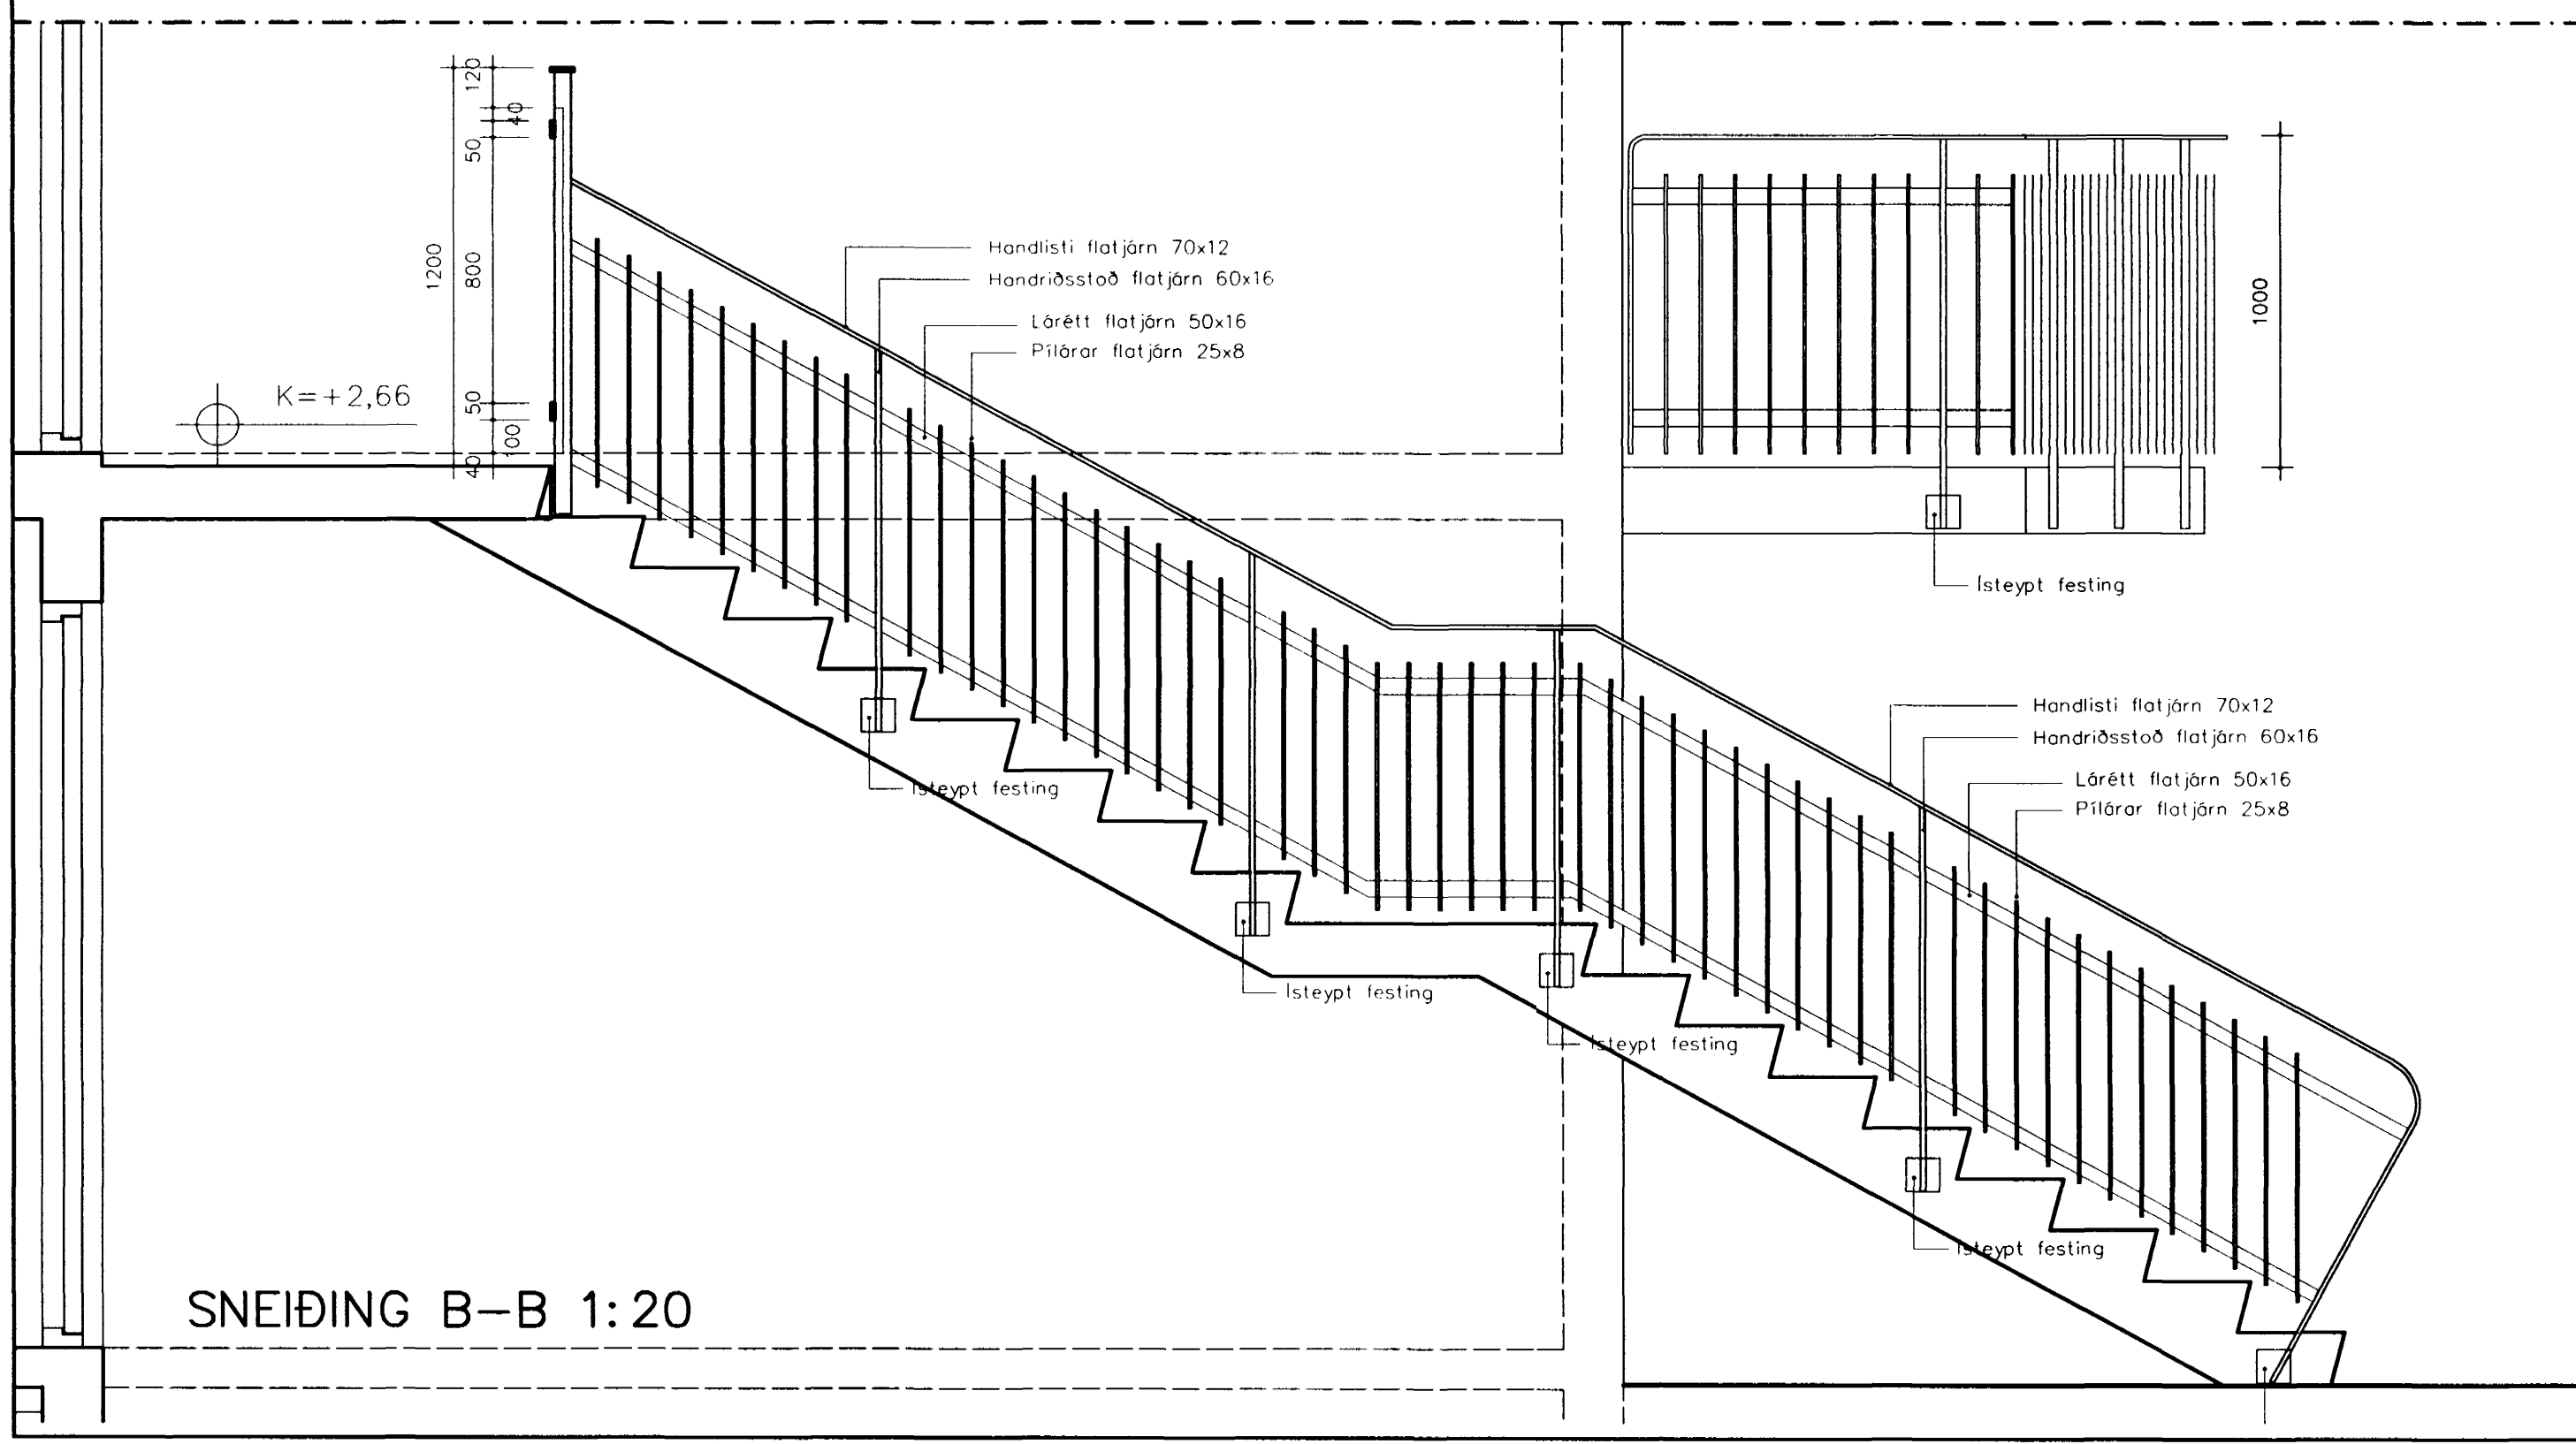 120
40
50
1200
800
K=+2,66
50
100
40
Handlisti flatjárn 70x12
Handriðsstoð flatjárn 60x16
Lárétt flatjárn 50x16
Pílárar flatjárn 25x8
1000
Ísteypt festing
Ísteypt festing
Ísteypt festing
Ísteypt festing
Handlisti flatjárn 70x12
Handriðsstoð flatjárn 60x16
Lárétt flatjárn 50x16
Pílárar flatjárn 25x8
Ísteypt festing
SNEIÐING B-B 1:20